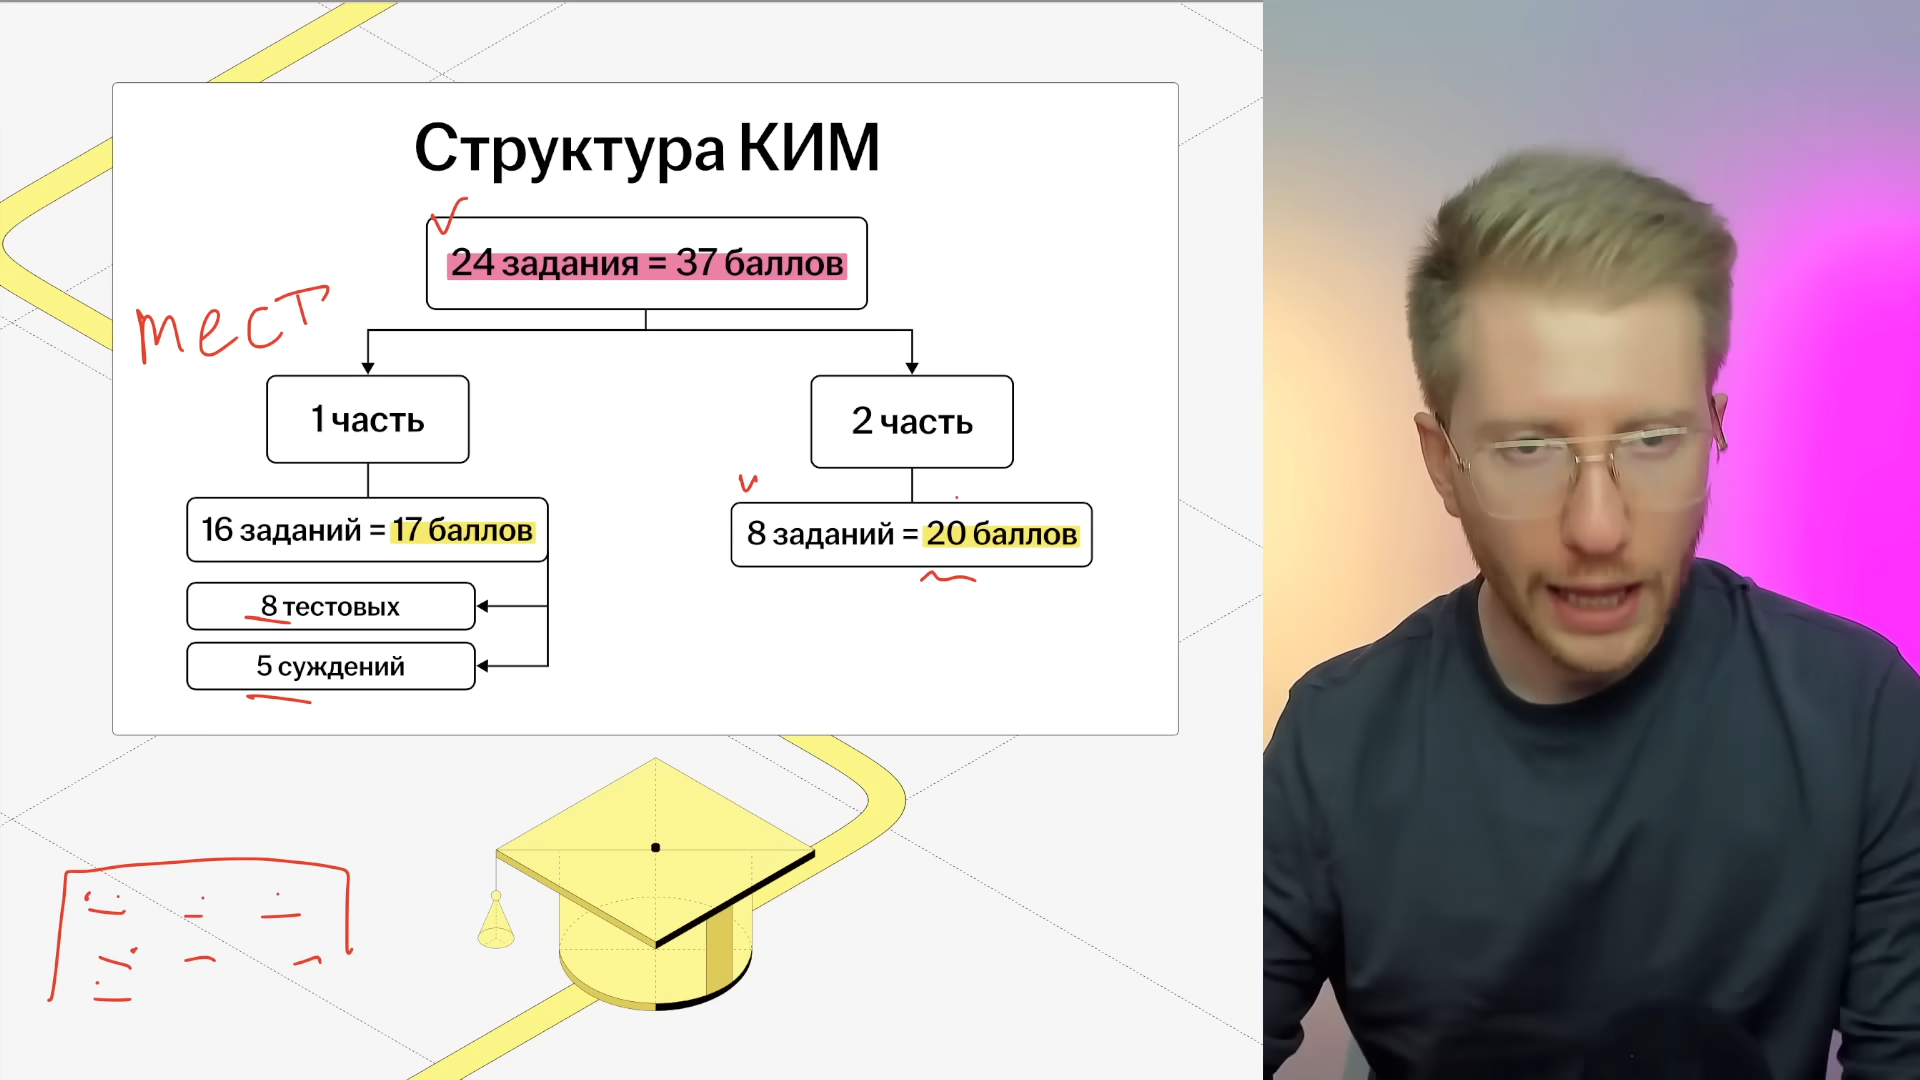 Структура КИМ
24 задания = 37 баллов
тест
1 часть
2 часть
16 заданий = 17 баллов
8 заданий = 20 баллов
8 тестовых
5 суждений